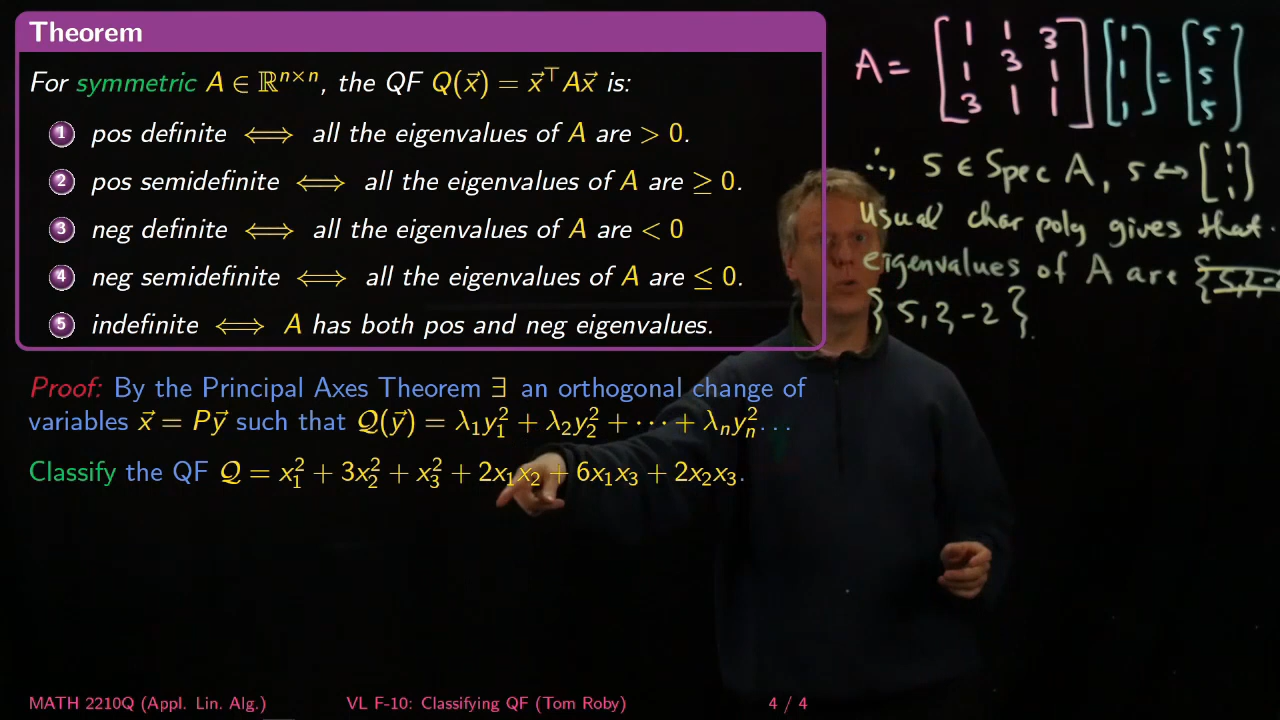 Theorem
For symmetric A ∈ ℝⁿˣⁿ, the QF Q(x⃗) = x⃗ᵀAx⃗ is:
1 pos definite ⟺ all the eigenvalues of A are > 0.
2 pos semidefinite ⟺ all the eigenvalues of A are ≥ 0.
3 neg definite ⟺ all the eigenvalues of A are < 0
4 neg semidefinite ⟺ all the eigenvalues of A are ≤ 0.
5 indefinite ⟺ A has both pos and neg eigenvalues.
Proof: By the Principal Axes Theorem ∃ an orthogonal change of
variables x⃗ = Py⃗ such that 𝒬(y⃗) = λ₁y₁² + λ₂y₂² + ⋯ + λₙyₙ²...
Classify the QF 𝒬 = x₁² + 3x₂² + x₃² + 2x₁x₂ + 6x₁x₃ + 2x₂x₃.
MATH 2210Q (Appl. Lin. Alg.) VL F-10: Classifying QF (Tom Roby) 4 / 4
1 1 3 1 5
A = 1 3 1 1 = 5
3 1 1 1 5
∴, 5 ∈ Spec A, 5 ↔ [1 1 1]
Usual char poly gives that
eigenvalues of A are
{5, 2, -2}.